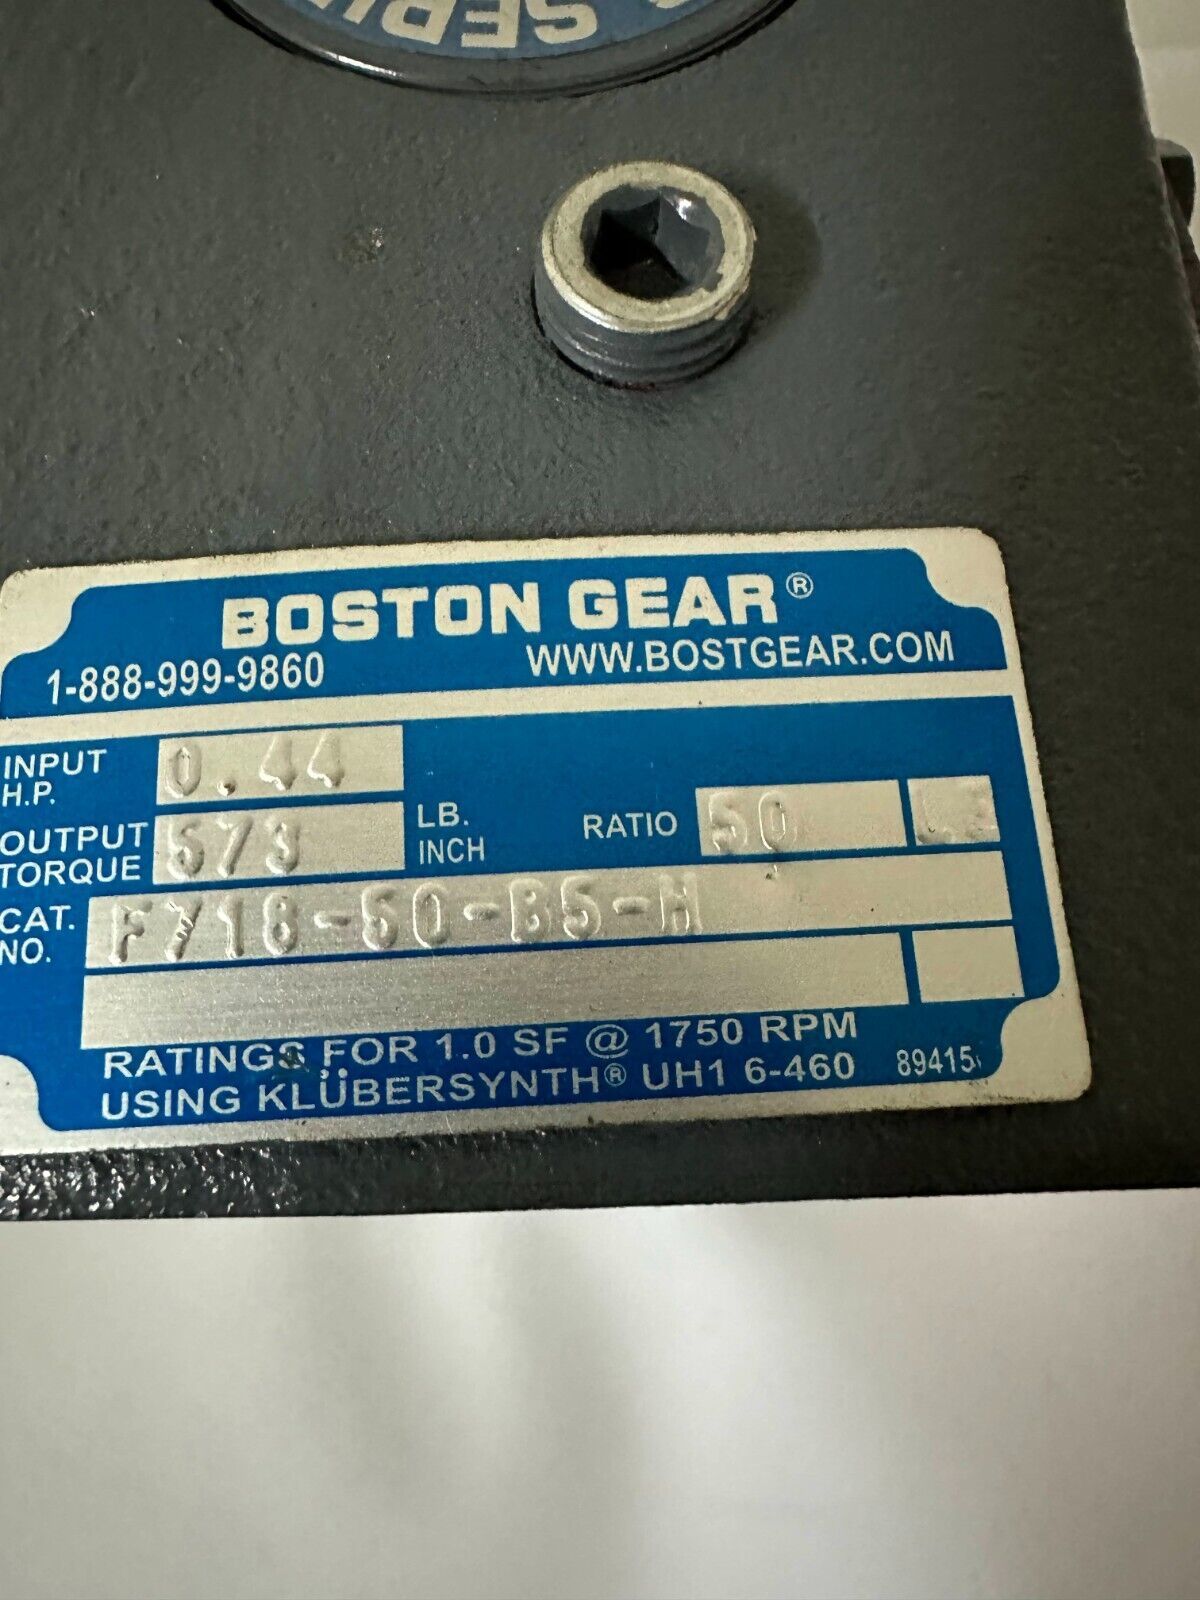 SERI
BOSTON GEAR®
1-888-999-9860 WWW.BOSTGEAR.COM
INPUT H.P. 0.44
OUTPUT TORQUE 573 LB. INCH RATIO 50
CAT. NO. F718-50-B5-H
RATINGS FOR 1.0 SF @ 1750 RPM
USING KLÜBERSYNTH® UH1 6-460 89415